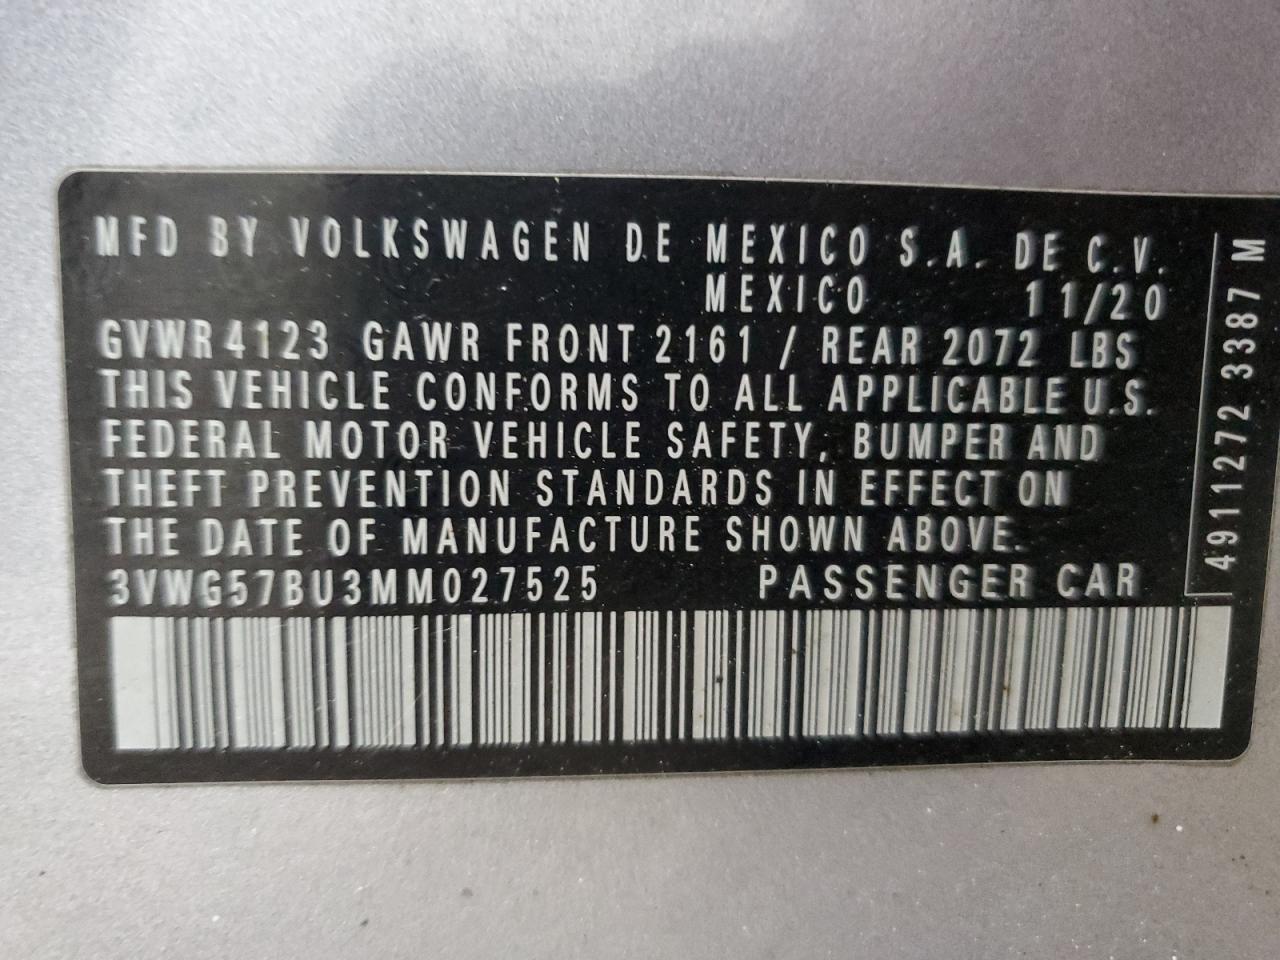 MFD BY VOLKSWAGEN DE MEXICO S.A. DE C.V.
MEXICO 11/20
GVWR 4123 GAWR FRONT 2161 / REAR 2072 LBS
THIS VEHICLE CONFORMS TO ALL APPLICABLE U.S.
FEDERAL MOTOR VEHICLE SAFETY, BUMPER AND
THEFT PREVENTION STANDARDS IN EFFECT ON
THE DATE OF MANUFACTURE SHOWN ABOVE.
3VWG57BU3MM027525 PASSENGER CAR
4911272 3387 M